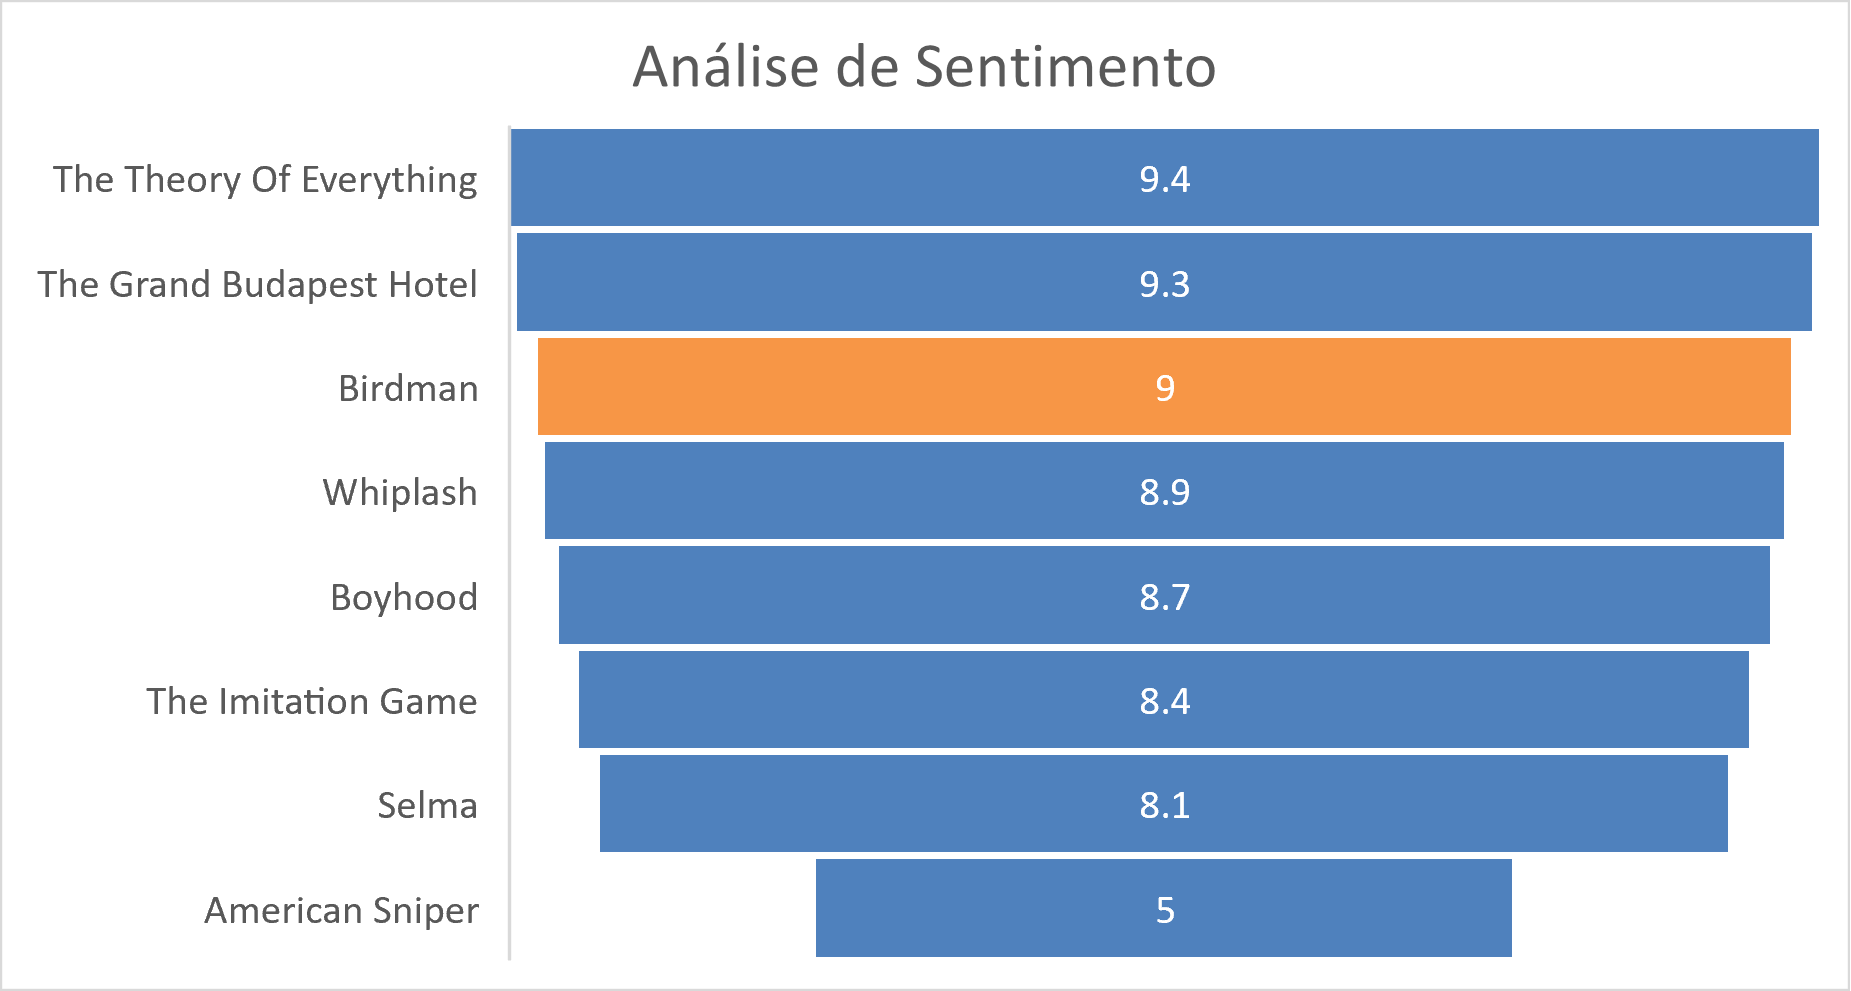 Análise de Sentimento
The Theory Of Everything 9.4
The Grand Budapest Hotel 9.3
Birdman 9
Whiplash 8.9
Boyhood 8.7
The Imitation Game 8.4
Selma 8.1
American Sniper 5